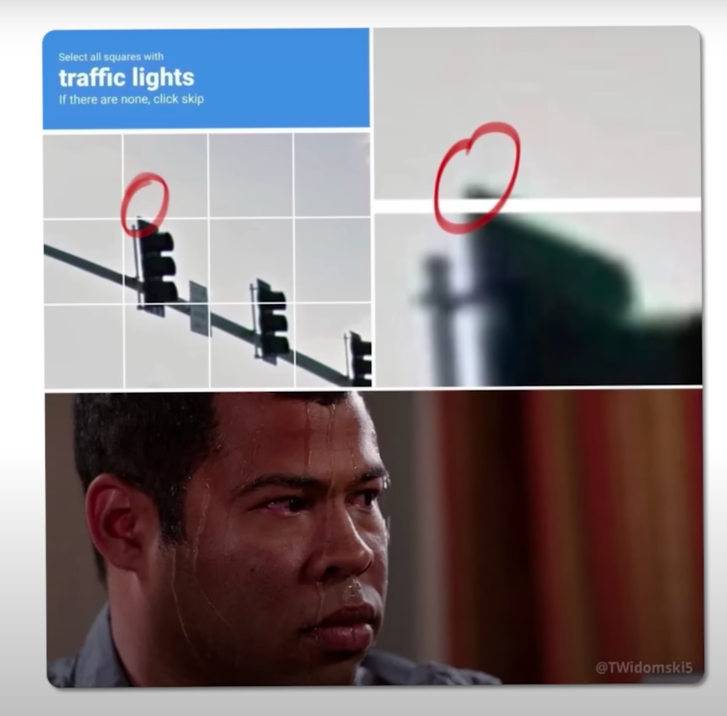 Select all squares with
traffic lights
If there are none, click skip
@TWidomski5